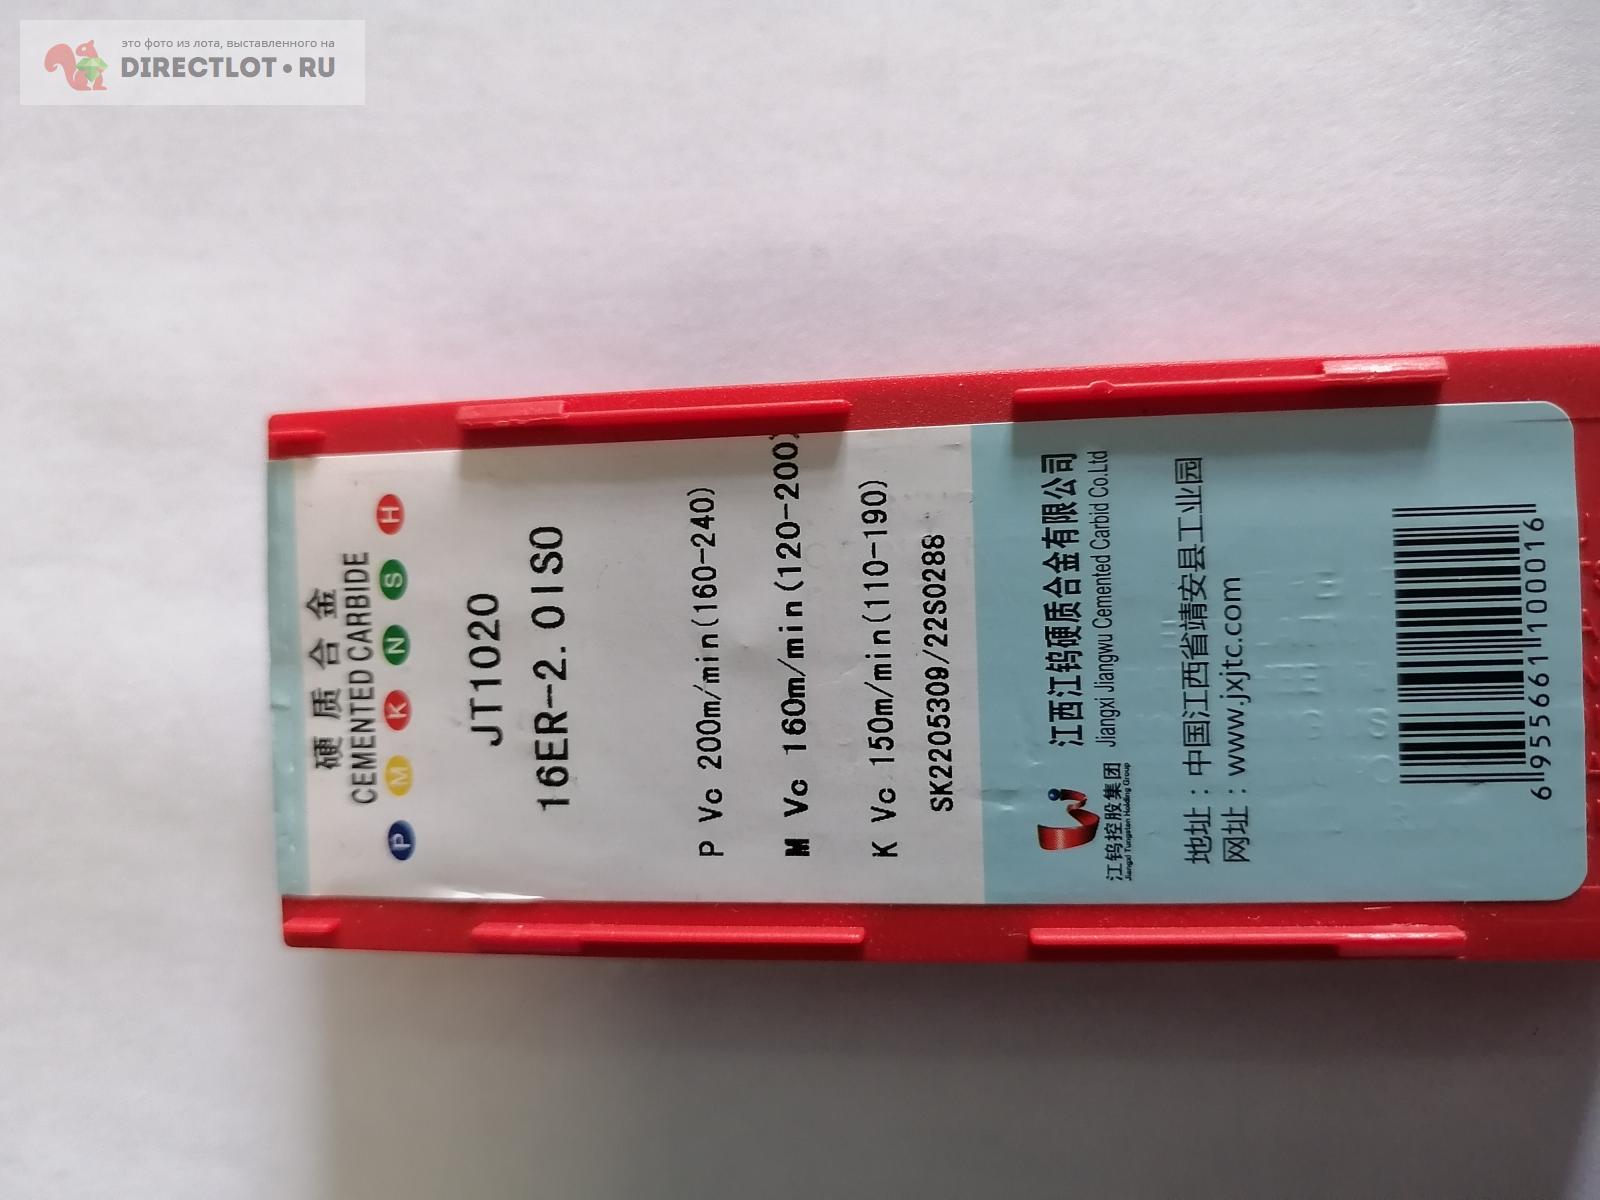 это фото из лота, выставленного на
DIRECTLOT•RU
硬质合金
CEMENTED CARBIDE
P M K N S H
JT1020
16ER-2.0ISO
P Vc 200m/min(160-240)
M Vc 160m/min(120-200)
K Vc 150m/min(110-190)
SK2205309/22S0288
江西江钨硬质合金有限公司
Jiangxi Jiangwu Cemented Carbid Co.Ltd
江钨控股集团
Jiangxi Tungsten Holding Group
地址：中国江西省靖安县工业园
网址：www.jxjtc.com
6955661100016